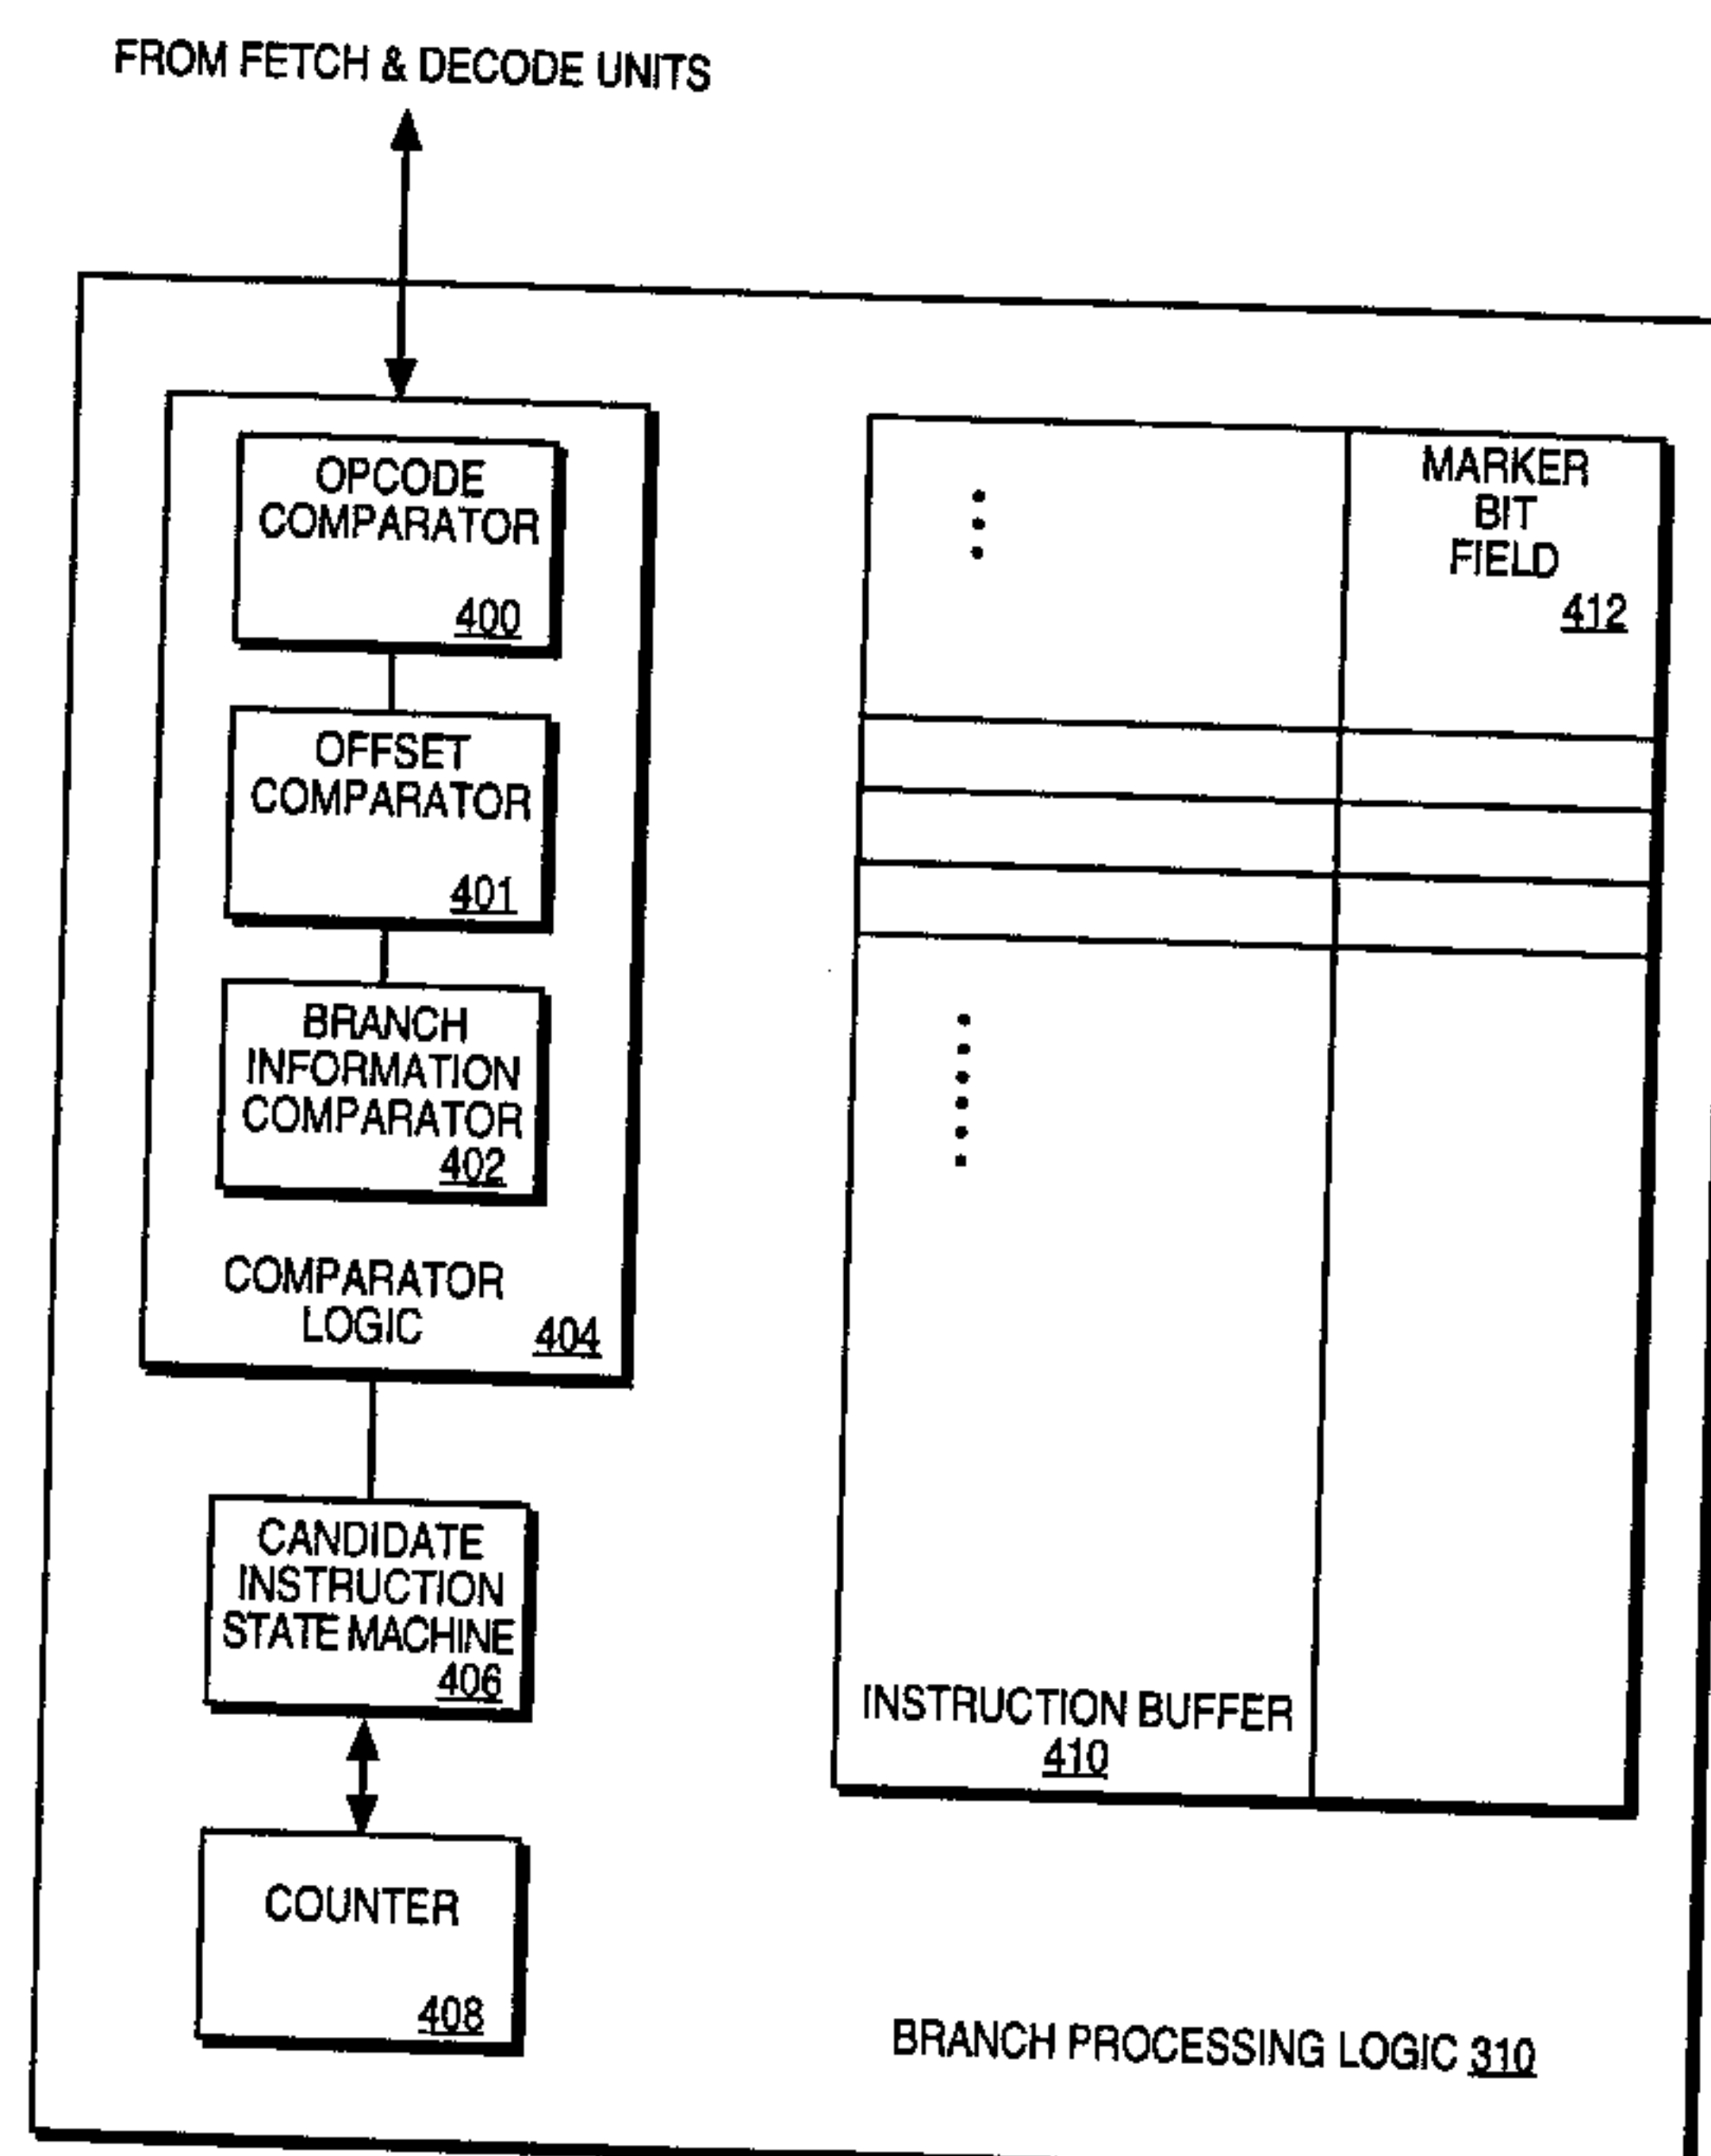 FROM FETCH & DECODE UNITS
OPCODE
COMPARATOR
400
OFFSET
COMPARATOR
401
BRANCH
INFORMATION
COMPARATOR
402
COMPARATOR
LOGIC
404
CANDIDATE
INSTRUCTION
STATE MACHINE
406
COUNTER
408
MARKER
BIT
FIELD
412
INSTRUCTION BUFFER
410
BRANCH PROCESSING LOGIC 310